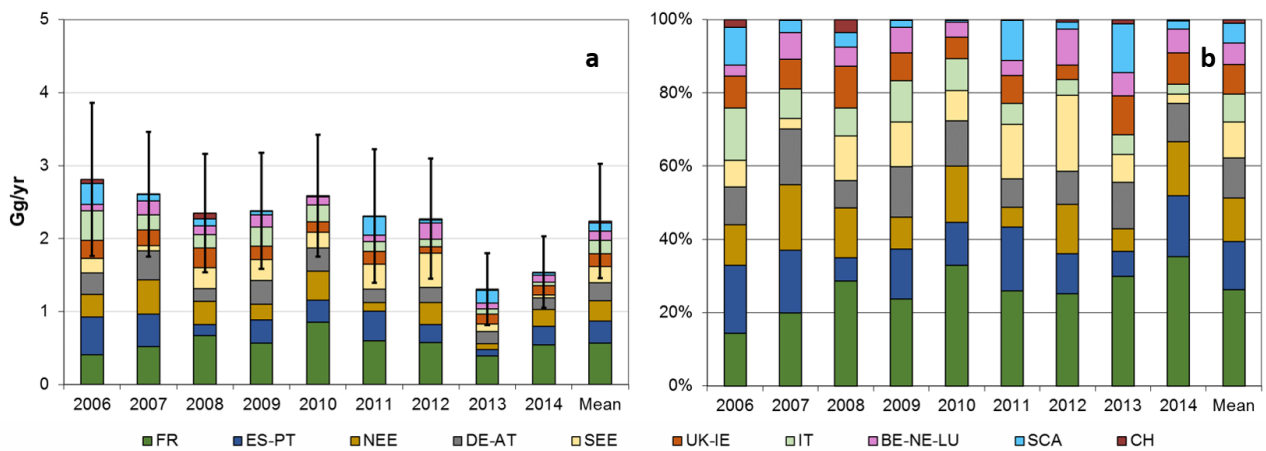 5
4
3
2
1
0
Gg/yr
a
2006 2007 2008 2009 2010 2011 2012 2013 2014 Mean
100%
80%
60%
40%
20%
0%
b
2006 2007 2008 2009 2010 2011 2012 2013 2014 Mean
FR ES-PT NEE DE-AT SEE UK-IE IT BE-NE-LU SCA CH